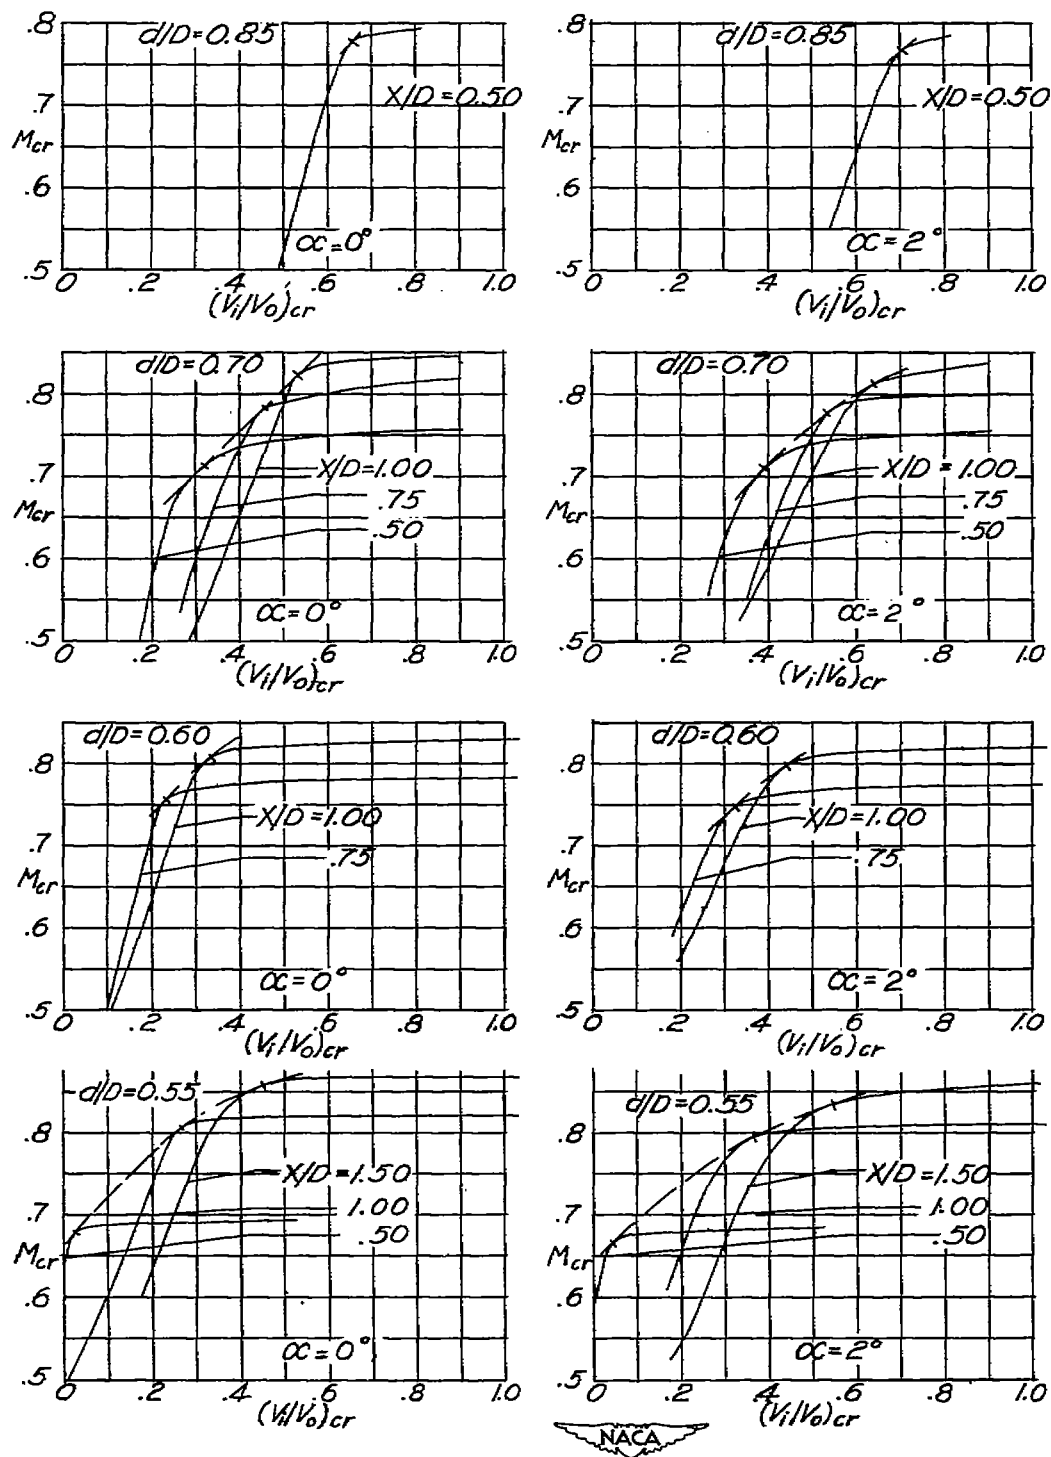 d/D=0.85
X/D=0.50
α=0°
.8
.7
Mcr
.6
.5
0 .2 .4 .6 .8 1.0
(Vi/Vo)cr
d/D=0.85
X/D=0.50
α=2°
.8
.7
Mcr
.6
.5
0 .2 .4 .6 .8 1.0
(Vi/Vo)cr
d/D=0.70
X/D=1.00
.75
.50
α=0°
.8
.7
Mcr
.6
.5
0 .2 .4 .6 .8 1.0
(Vi/Vo)cr
d/D=0.70
X/D=1.00
.75
.50
α=2°
.8
.7
Mcr
.6
.5
0 .2 .4 .6 .8 1.0
(Vi/Vo)cr
d/D=0.60
X/D=1.00
.75
α=0°
.8
.7
Mcr
.6
.5
0 .2 .4 .6 .8 1.0
(Vi/Vo)cr
d/D=0.60
X/D=1.00
.75
α=2°
.8
.7
Mcr
.6
.5
0 .2 .4 .6 .8 1.0
(Vi/Vo)cr
d/D=0.55
X/D=1.50
1.00
.50
α=0°
.8
.7
Mcr
.6
.5
0 .2 .4 .6 .8 1.0
(Vi/Vo)cr
d/D=0.55
X/D=1.50
1.00
.50
α=2°
.8
.7
Mcr
.6
.5
0 .2 .4 .6 .8 1.0
(Vi/Vo)cr
NACA